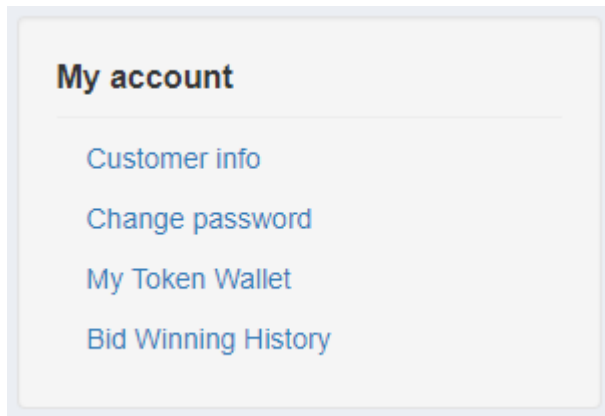 My account
Customer info
Change password
My Token Wallet
Bid Winning History